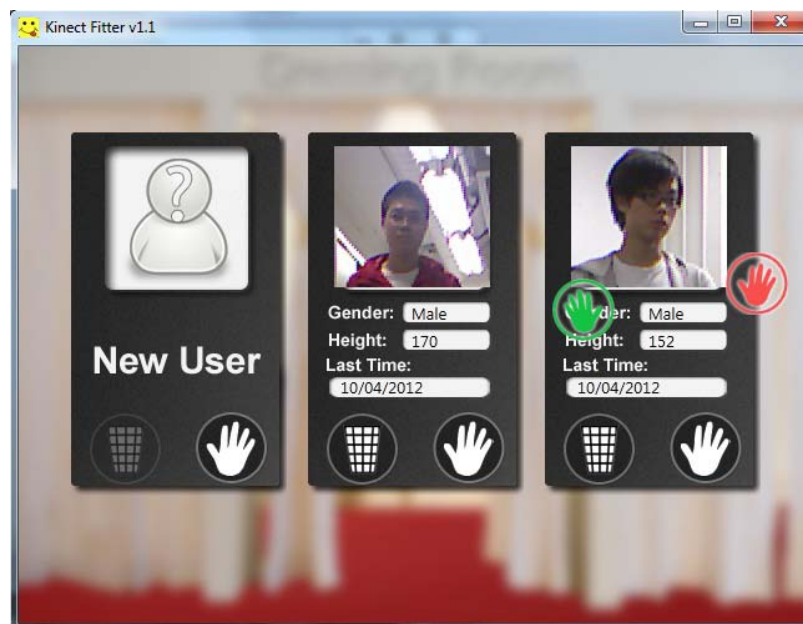 Kinect Fitter v1.1
New User
Gender: Male
Height: 170
Last Time:
10/04/2012
der: Male
Height: 152
Last Time:
10/04/2012